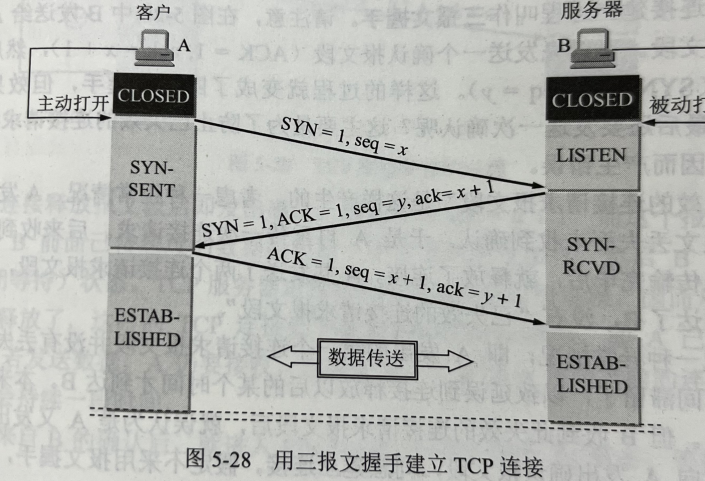 客户
服务器
A
B
主动打开
CLOSED
CLOSED
被动打
SYN = 1, seq = x
SYN-
SENT
LISTEN
SYN = 1, ACK = 1, seq = y, ack= x + 1
SYN-
RCVD
ACK = 1, seq = x + 1, ack = y + 1
ESTAB-
LISHED
数据传送
ESTAB-
LISHED
图 5-28 用三报文握手建立 TCP 连接